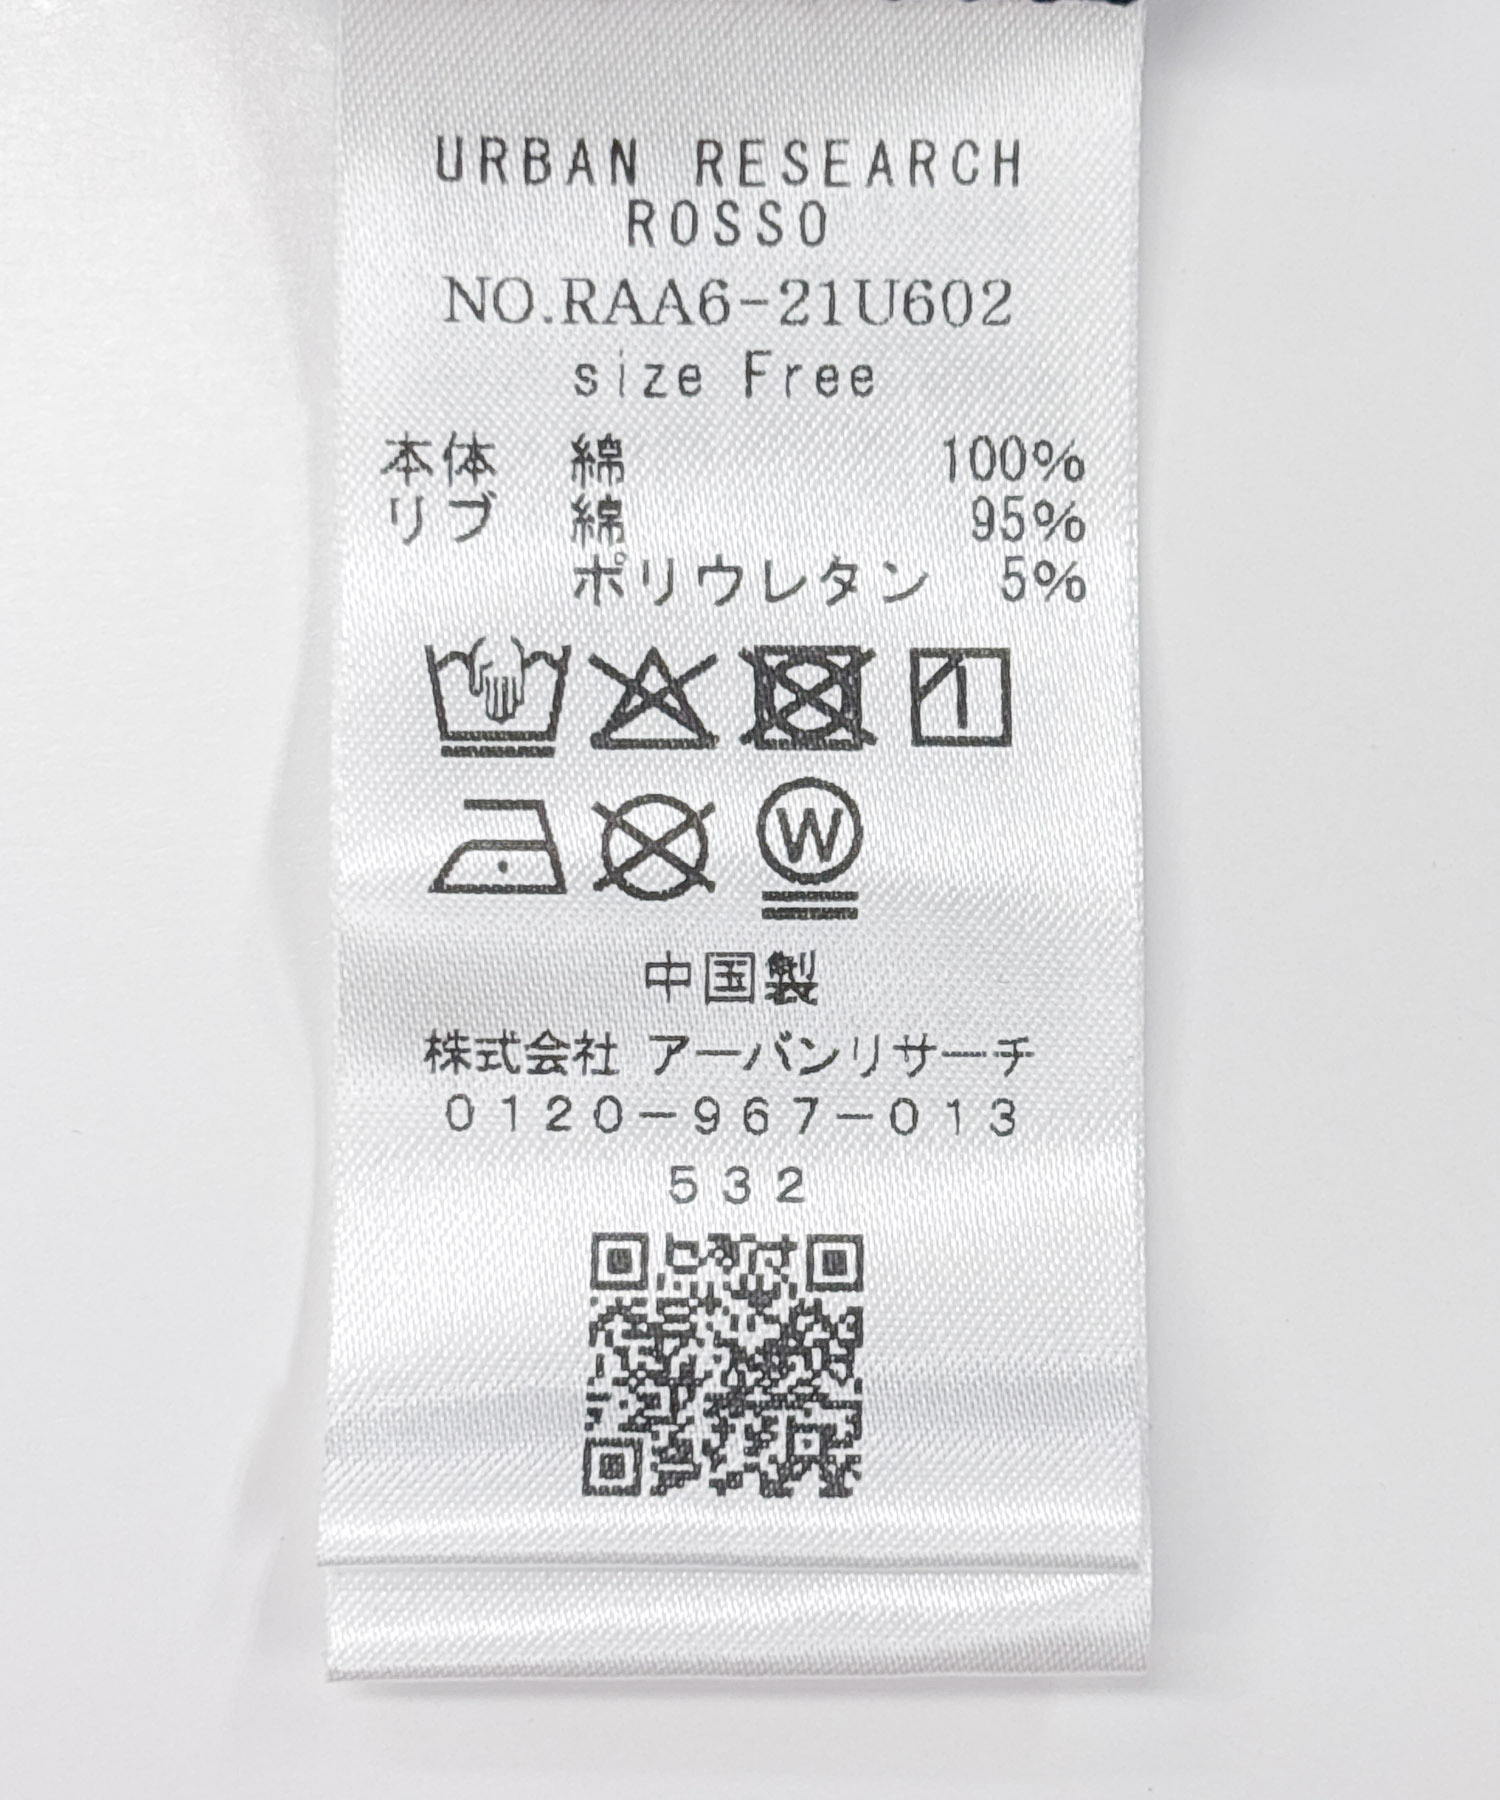 URBAN RESEARCH
ROSSO
NO.RAA6-21U602
size Free
本体 綿 100%
リブ 綿 95%
ポリウレタン 5%
W
中国製
株式会社 アーバンリサーチ
0120-967-013
532